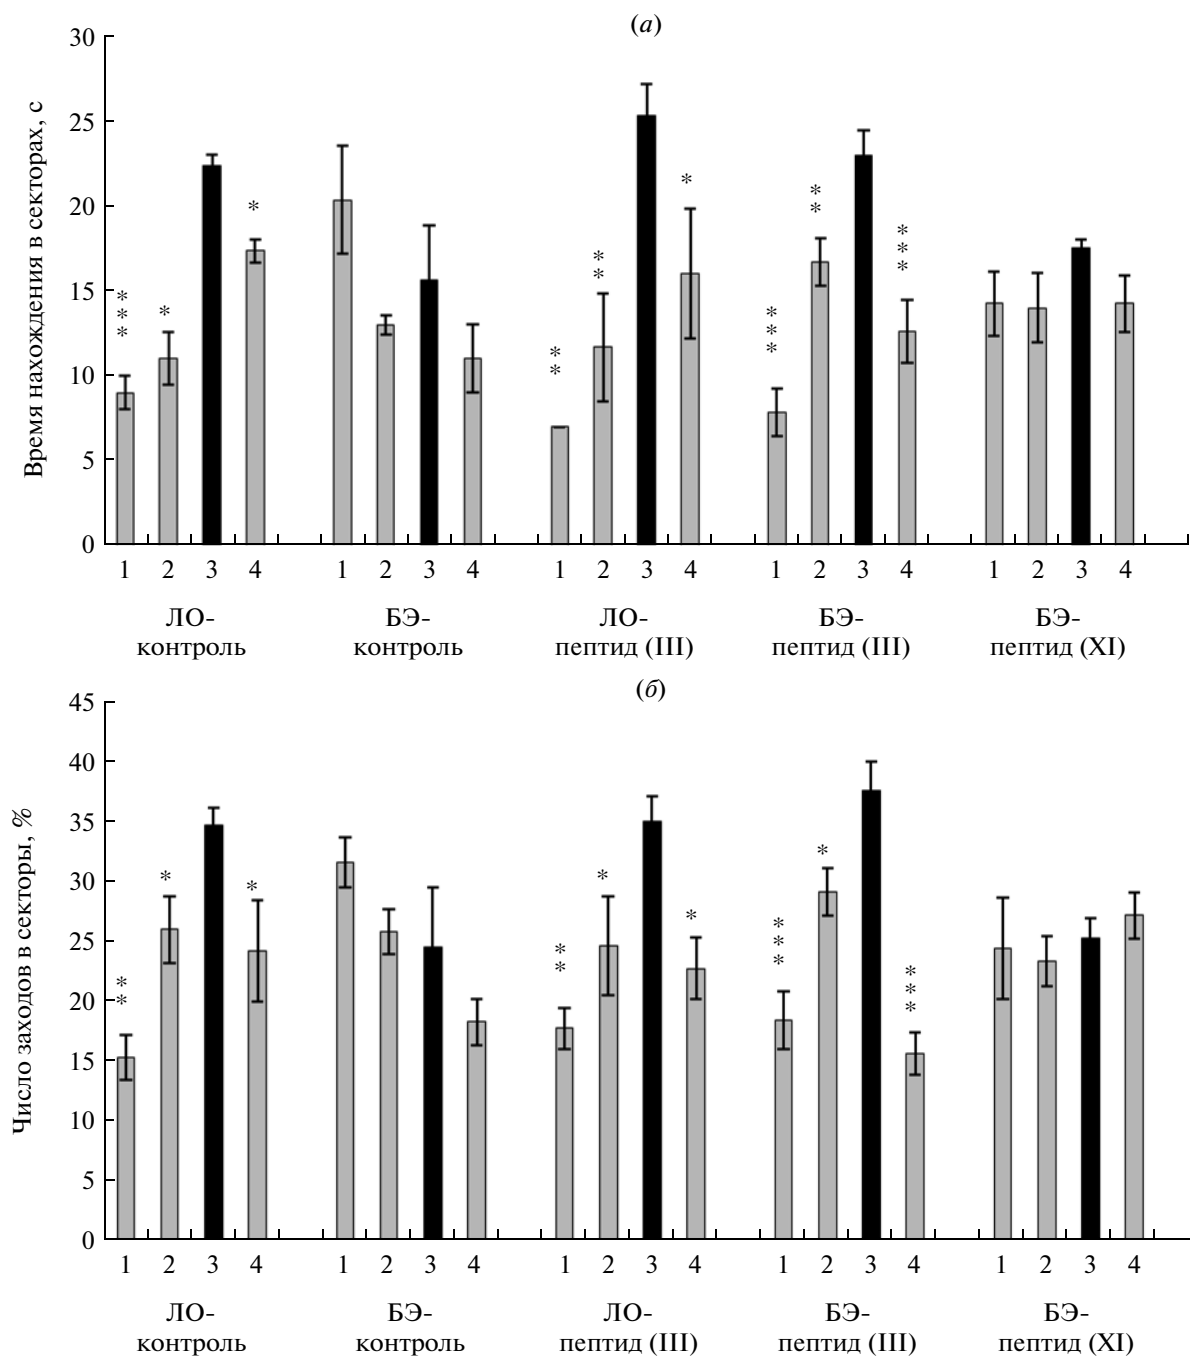 (а)
Время нахождения в секторах, с
30
25
20
15
10
5
0
*** * * ** ** * *** ** ***
1 2 3 4 1 2 3 4 1 2 3 4 1 2 3 4 1 2 3 4
ЛО- БЭ- ЛО- БЭ- БЭ-
контроль контроль пептид (III) пептид (III) пептид (XI)
(б)
Число заходов в секторы, %
45
40
35
30
25
20
15
10
5
0
** * * ** * * *** * ***
1 2 3 4 1 2 3 4 1 2 3 4 1 2 3 4 1 2 3 4
ЛО- БЭ- ЛО- БЭ- БЭ-
контроль контроль пептид (III) пептид (III) пептид (XI)